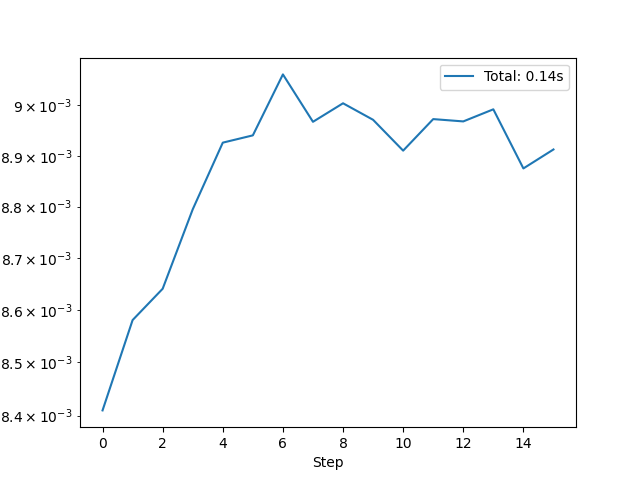 Total: 0.14s
9 × 10⁻³
8.9 × 10⁻³
8.8 × 10⁻³
8.7 × 10⁻³
8.6 × 10⁻³
8.5 × 10⁻³
8.4 × 10⁻³
0 2 4 6 8 10 12 14
Step